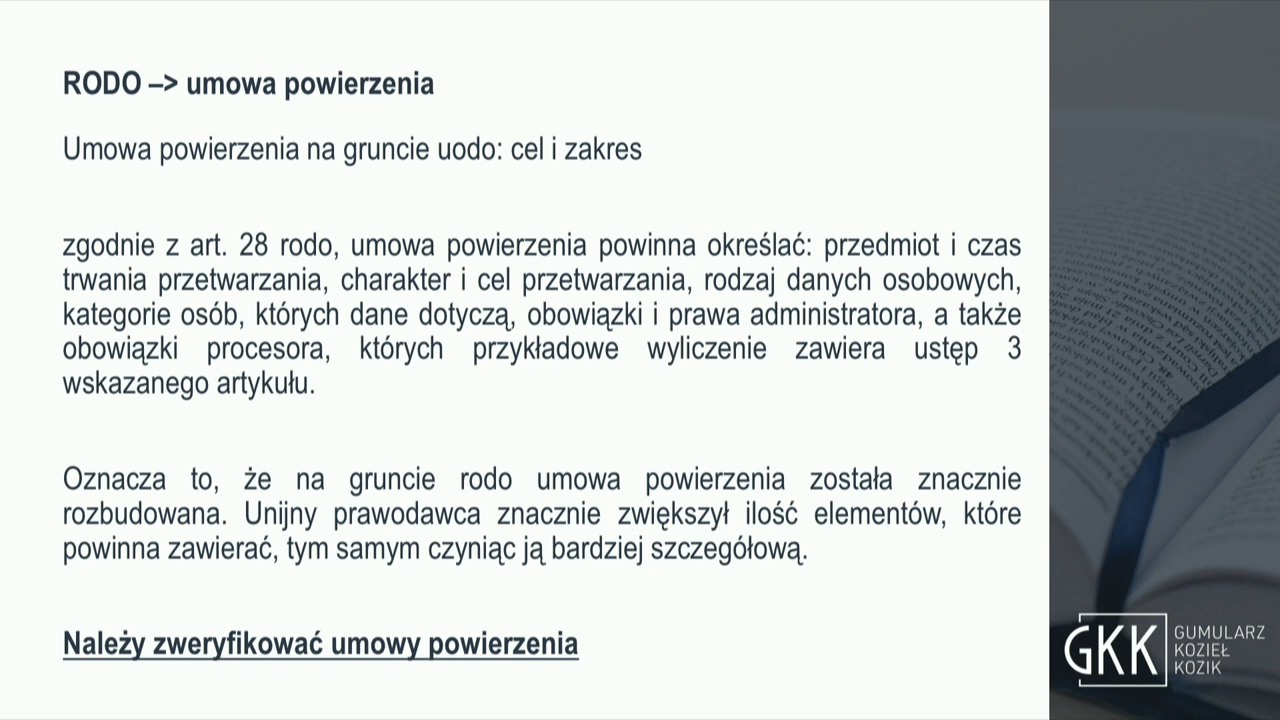 RODO –> umowa powierzenia
Umowa powierzenia na gruncie uodo: cel i zakres
zgodnie z art. 28 rodo, umowa powierzenia powinna określać: przedmiot i czas
trwania przetwarzania, charakter i cel przetwarzania, rodzaj danych osobowych,
kategorie osób, których dane dotyczą, obowiązki i prawa administratora, a także
obowiązki procesora, których przykładowe wyliczenie zawiera ustęp 3
wskazanego artykułu.
Oznacza to, że na gruncie rodo umowa powierzenia została znacznie
rozbudowana. Unijny prawodawca znacznie zwiększył ilość elementów, które
powinna zawierać, tym samym czyniąc ją bardziej szczegółową.
Należy zweryfikować umowy powierzenia
GKK
GUMULARZ
KOZIEŁ
KOZIK